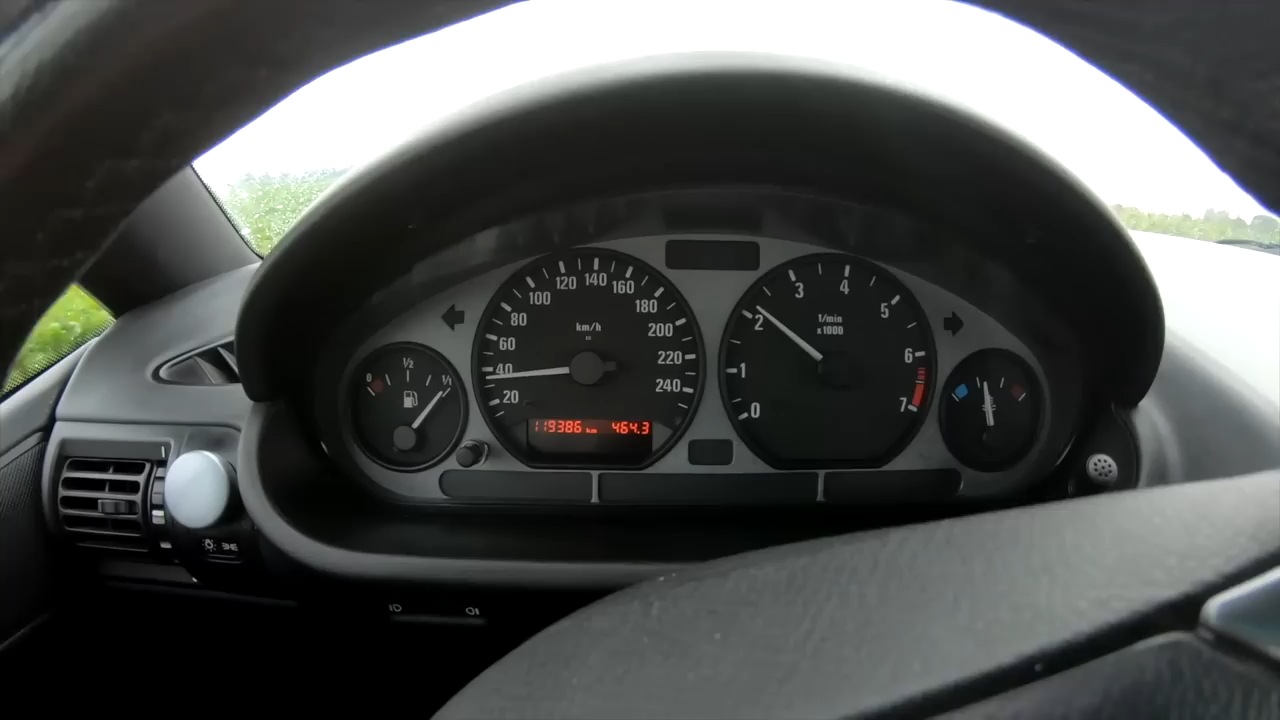 0 1/2 1/1
20 40 60 80 100 120 140 160 180 200 220 240
km/h
119386 km 464.3
0 1 2 3 4 5 6 7
1/min
x1000